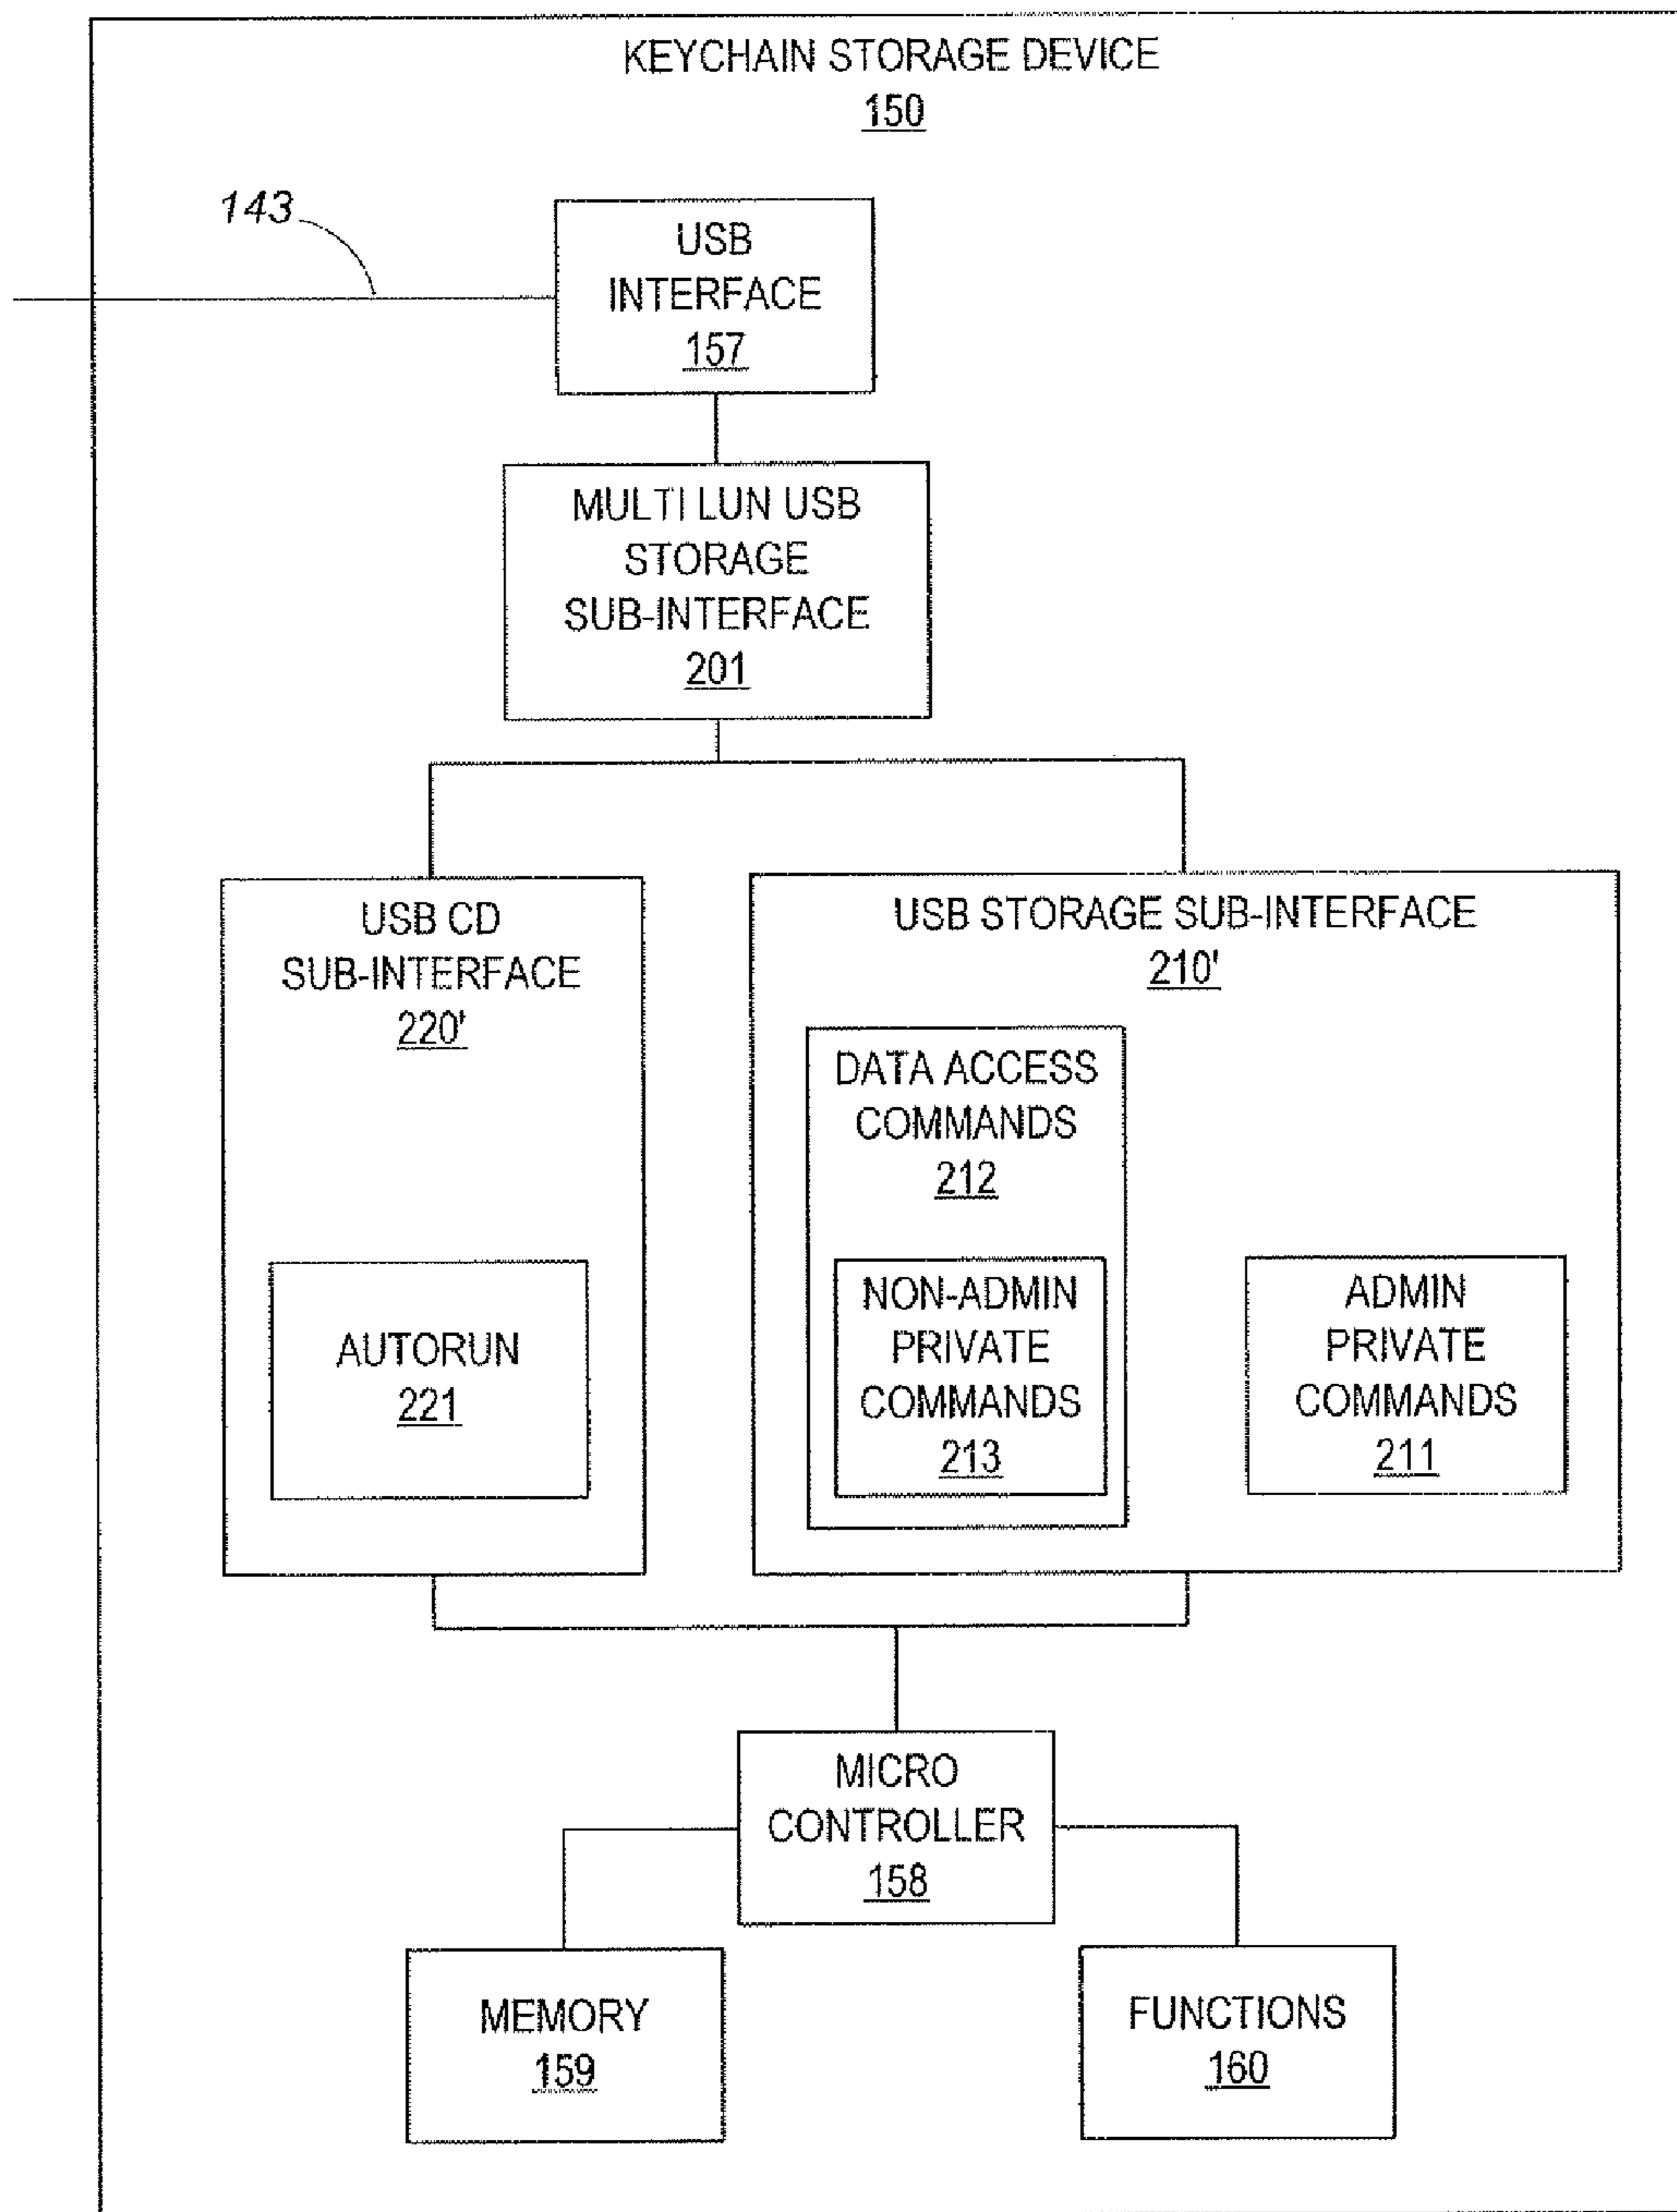 KEYCHAIN STORAGE DEVICE
150
143
USB
INTERFACE
157
MULTI LUN USB
STORAGE
SUB-INTERFACE
201
USB CD
SUB-INTERFACE
220'
USB STORAGE SUB-INTERFACE
210'
DATA ACCESS
COMMANDS
212
AUTORUN
221
NON-ADMIN
PRIVATE
COMMANDS
213
ADMIN
PRIVATE
COMMANDS
211
MICRO
CONTROLLER
158
MEMORY
159
FUNCTIONS
160